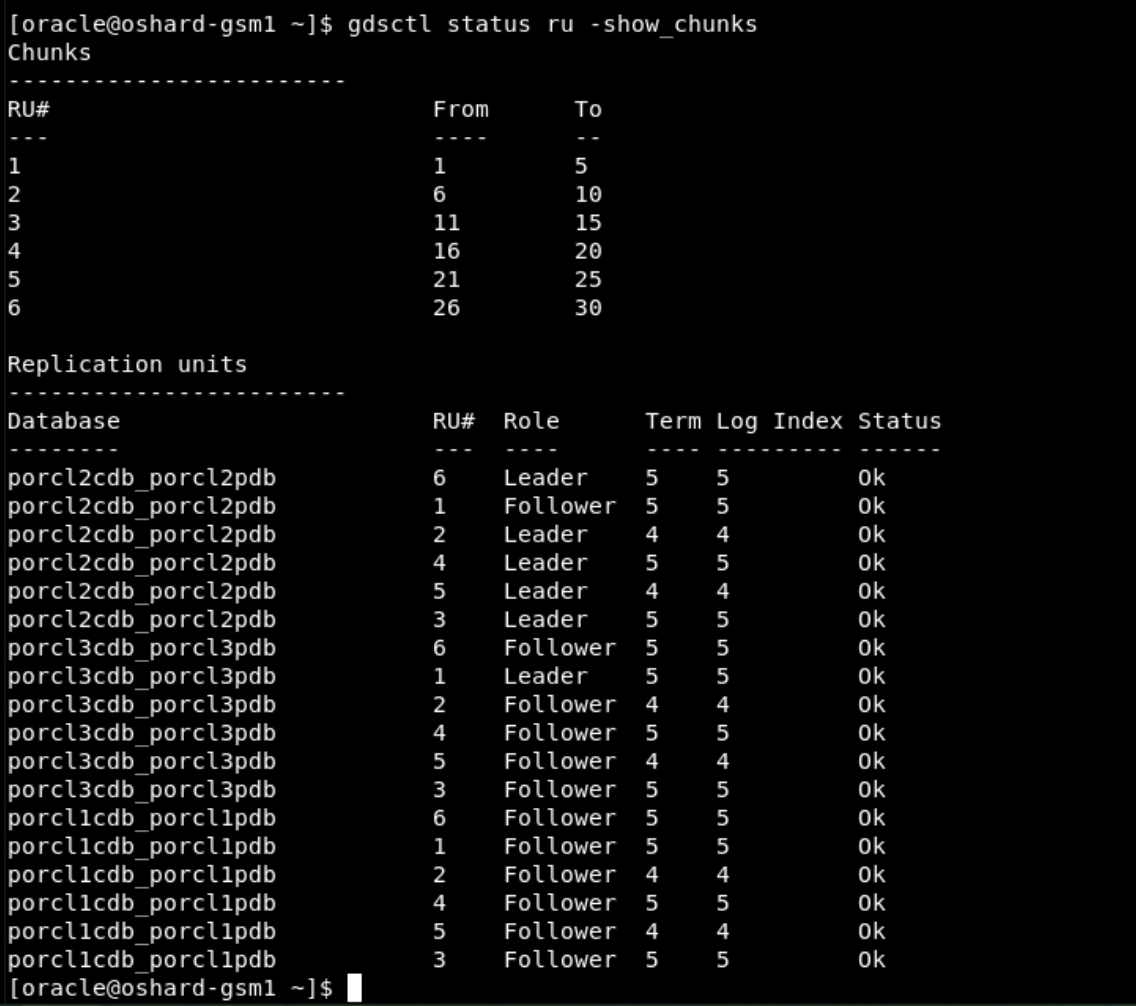 [oracle@oshard-gsm1 ~]$ gdsctl status ru -show_chunks
Chunks
------------------------
RU#                           From      To
---                           ----      --
1                             1         5
2                             6         10
3                             11        15
4                             16        20
5                             21        25
6                             26        30

Replication units
------------------------
Database                      RU#  Role      Term Log Index Status
--------                      ---  ----      ---- --------- ------
porcl2cdb_porcl2pdb           6    Leader    5    5         Ok
porcl2cdb_porcl2pdb           1    Follower  5    5         Ok
porcl2cdb_porcl2pdb           2    Leader    4    4         Ok
porcl2cdb_porcl2pdb           4    Leader    5    5         Ok
porcl2cdb_porcl2pdb           5    Leader    4    4         Ok
porcl2cdb_porcl2pdb           3    Leader    5    5         Ok
porcl3cdb_porcl3pdb           6    Follower  5    5         Ok
porcl3cdb_porcl3pdb           1    Leader    5    5         Ok
porcl3cdb_porcl3pdb           2    Follower  4    4         Ok
porcl3cdb_porcl3pdb           4    Follower  5    5         Ok
porcl3cdb_porcl3pdb           5    Follower  4    4         Ok
porcl3cdb_porcl3pdb           3    Follower  5    5         Ok
porcl1cdb_porcl1pdb           6    Follower  5    5         Ok
porcl1cdb_porcl1pdb           1    Follower  5    5         Ok
porcl1cdb_porcl1pdb           2    Follower  4    4         Ok
porcl1cdb_porcl1pdb           4    Follower  5    5         Ok
porcl1cdb_porcl1pdb           5    Follower  4    4         Ok
porcl1cdb_porcl1pdb           3    Follower  5    5         Ok
[oracle@oshard-gsm1 ~]$